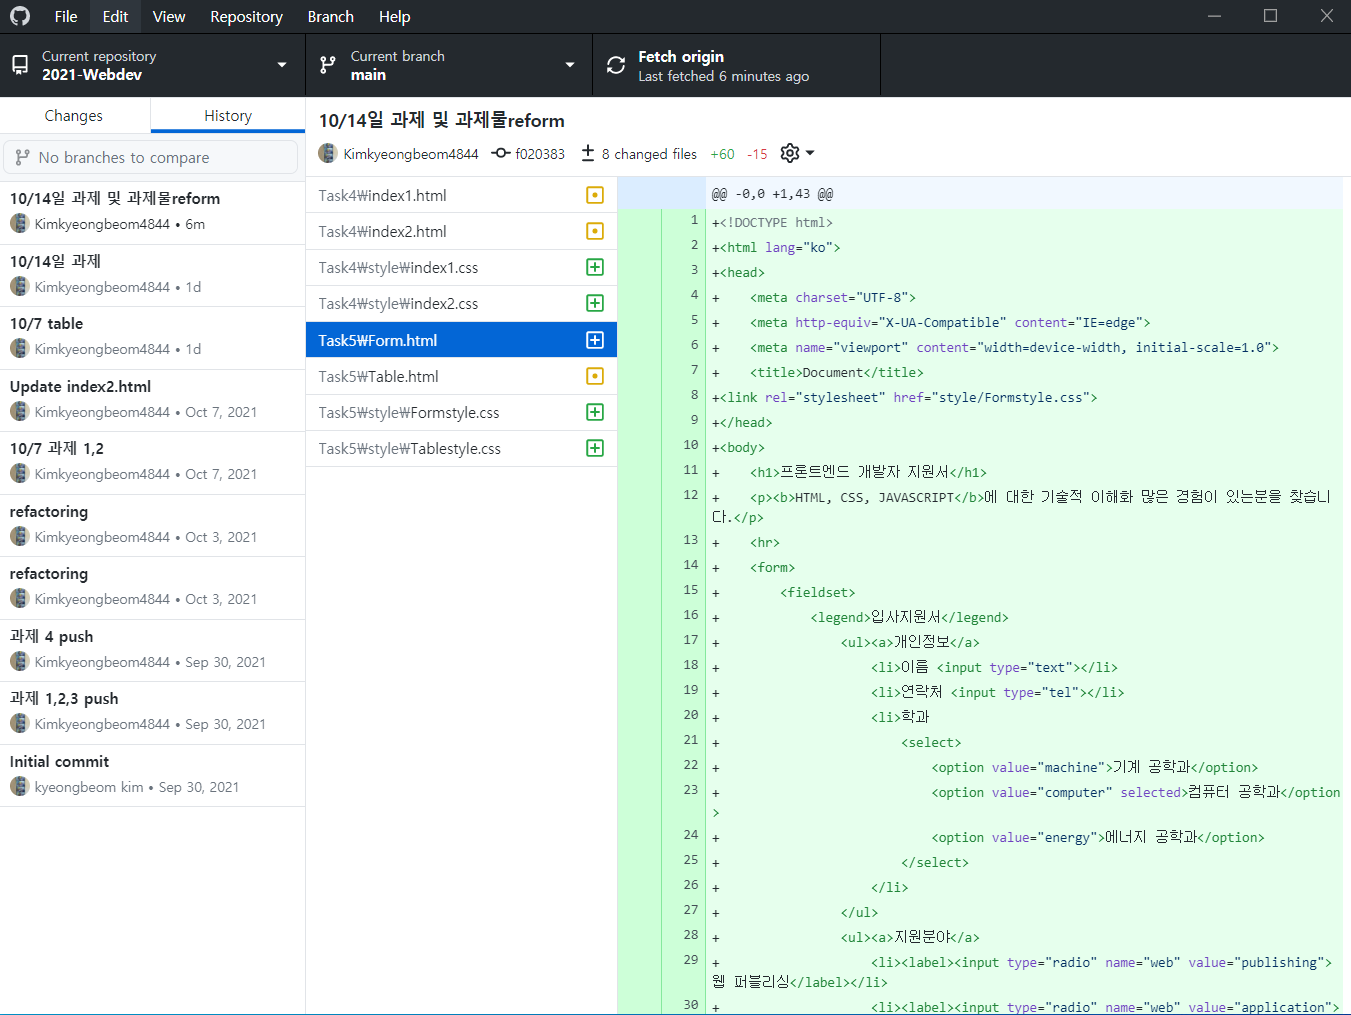 File Edit View Repository Branch Help
Current repository
2021-Webdev
Current branch
main
Fetch origin
Last fetched 6 minutes ago
Changes
History
No branches to compare
10/14일 과제 및 과제물reform
Kimkyeongbeom4844 • 6m
10/14일 과제
Kimkyeongbeom4844 • 1d
10/7 table
Kimkyeongbeom4844 • 1d
Update index2.html
Kimkyeongbeom4844 • Oct 7, 2021
10/7 과제 1,2
Kimkyeongbeom4844 • Oct 7, 2021
refactoring
Kimkyeongbeom4844 • Oct 3, 2021
refactoring
Kimkyeongbeom4844 • Oct 3, 2021
과제 4 push
Kimkyeongbeom4844 • Sep 30, 2021
과제 1,2,3 push
Kimkyeongbeom4844 • Sep 30, 2021
Initial commit
kyeongbeom kim • Sep 30, 2021
10/14일 과제 및 과제물reform
Kimkyeongbeom4844 f020383 8 changed files +60 -15
Task4₩index1.html
Task4₩index2.html
Task4₩style₩index1.css
Task4₩style₩index2.css
Task5₩Form.html
Task5₩Table.html
Task5₩style₩Formstyle.css
Task5₩style₩Tablestyle.css
@@ -0,0 +1,43 @@
1 +<!DOCTYPE html>
2 +<html lang="ko">
3 +<head>
4 +    <meta charset="UTF-8">
5 +    <meta http-equiv="X-UA-Compatible" content="IE=edge">
6 +    <meta name="viewport" content="width=device-width, initial-scale=1.0">
7 +    <title>Document</title>
8 +<link rel="stylesheet" href="style/Formstyle.css">
9 +</head>
10 +<body>
11 +    <h1>프론트엔드 개발자 지원서</h1>
12 +    <p><b>HTML, CSS, JAVASCRIPT</b>에 대한 기술적 이해화 많은 경험이 있는분을 찾습니
다.</p>
13 +    <hr>
14 +    <form>
15 +        <fieldset>
16 +            <legend>입사지원서</legend>
17 +                <ul><a>개인정보</a>
18 +                    <li>이름 <input type="text"></li>
19 +                    <li>연락처 <input type="tel"></li>
20 +                    <li>학과
21 +                        <select>
22 +                            <option value="machine">기계 공학과</option>
23 +                            <option value="computer" selected>컴퓨터 공학과</option
>
24 +                            <option value="energy">에너지 공학과</option>
25 +                        </select>
26 +                    </li>
27 +                </ul>
28 +                <ul><a>지원분야</a>
29 +                    <li><label><input type="radio" name="web" value="publishing">
웹 퍼블리싱</label></li>
30 +                    <li><label><input type="radio" name="web" value="application">